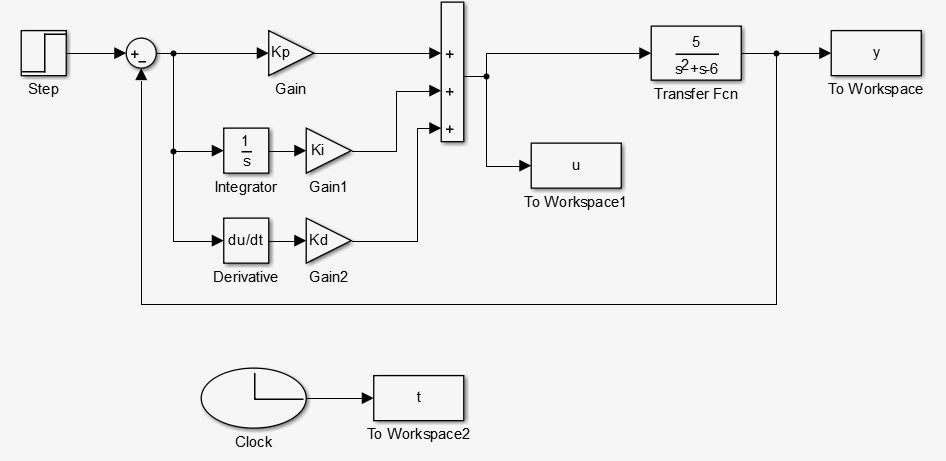 Step
+
−
Kp
Gain
1
s
Integrator
Ki
Gain1
du/dt
Derivative
Kd
Gain2
+
+
+
5
s²+s-6
Transfer Fcn
y
To Workspace
u
To Workspace1
Clock
t
To Workspace2